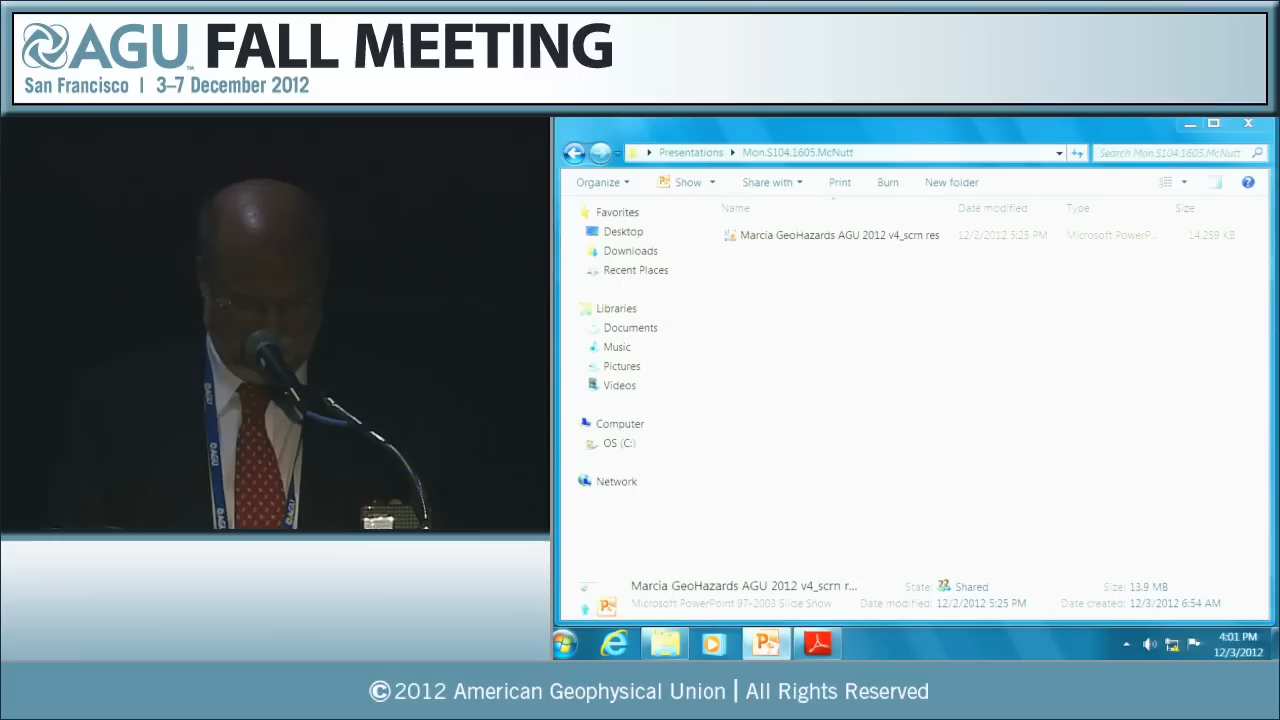 AGU FALL MEETING
San Francisco | 3–7 December 2012
Presentations Mon.S104.1605.McNutt Search Mon.S104.1605.McNutt
Organize Show Share with Print Burn New folder
Favorites
Desktop
Downloads
Recent Places
Libraries
Documents
Music
Pictures
Videos
Computer
OS (C:)
Network
Name Date modified Type Size
Marcia GeoHazards AGU 2012 v4_scrn res 12/2/2012 5:25 PM Microsoft PowerP... 14,259 KB
Marcia GeoHazards AGU 2012 v4_scrn r... State: Shared Size: 13.9 MB
Microsoft PowerPoint 97-2003 Slide Show Date modified: 12/2/2012 5:25 PM Date created: 12/3/2012 6:54 AM
4:01 PM
12/3/2012
AGU
AGU
AGU
©2012 American Geophysical Union | All Rights Reserved